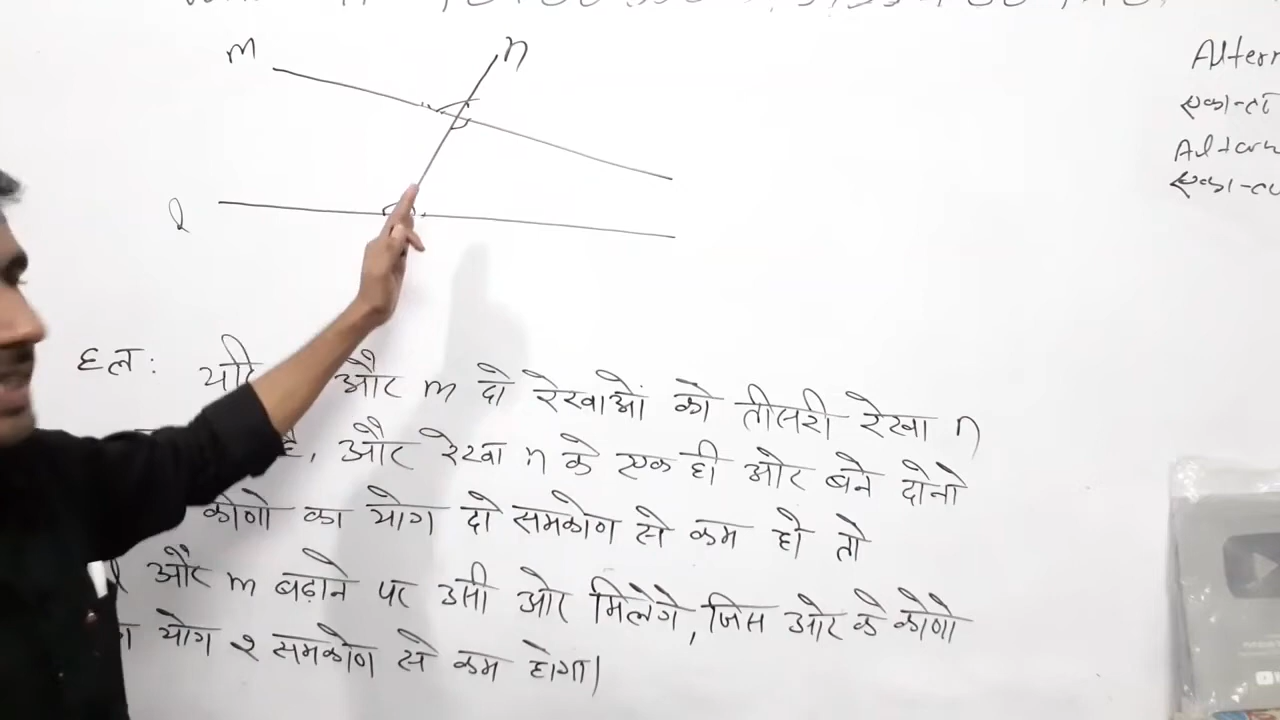 m
n
l
Altern
एका-त
Altarn
एका-त
हल: यदि और m दो रेखाओं को तीसरी रेखा n
है, और रेखा n के एक ही ओर बने दोनो
कोणो का योग दो समकोण से कम हो तो
l और m बढ़ाने पर उसी ओर मिलेगे, जिस ओर के कोणो
योग २ समकोण से कम होगा।